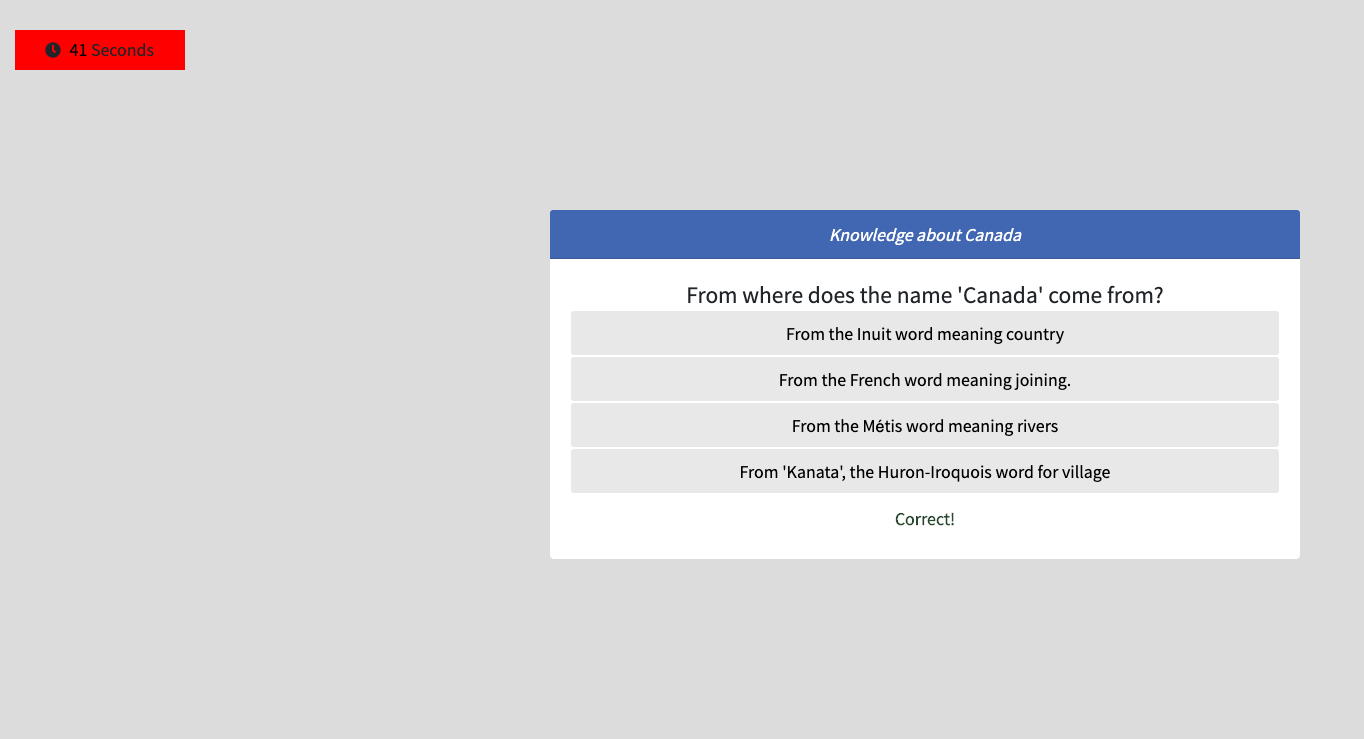 41 Seconds
Knowledge about Canada
From where does the name 'Canada' come from?
From the Inuit word meaning country
From the French word meaning joining.
From the Métis word meaning rivers
From 'Kanata', the Huron-Iroquois word for village
Correct!